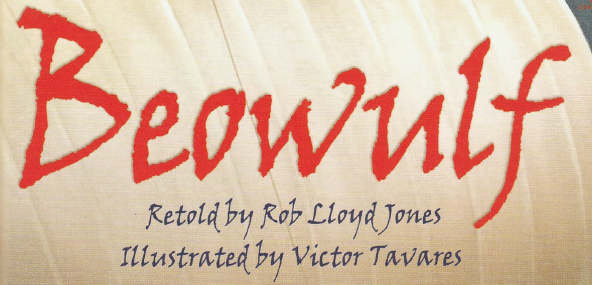 Beowulf
Retold by Rob Lloyd Jones
Illustrated by Victor Tavares